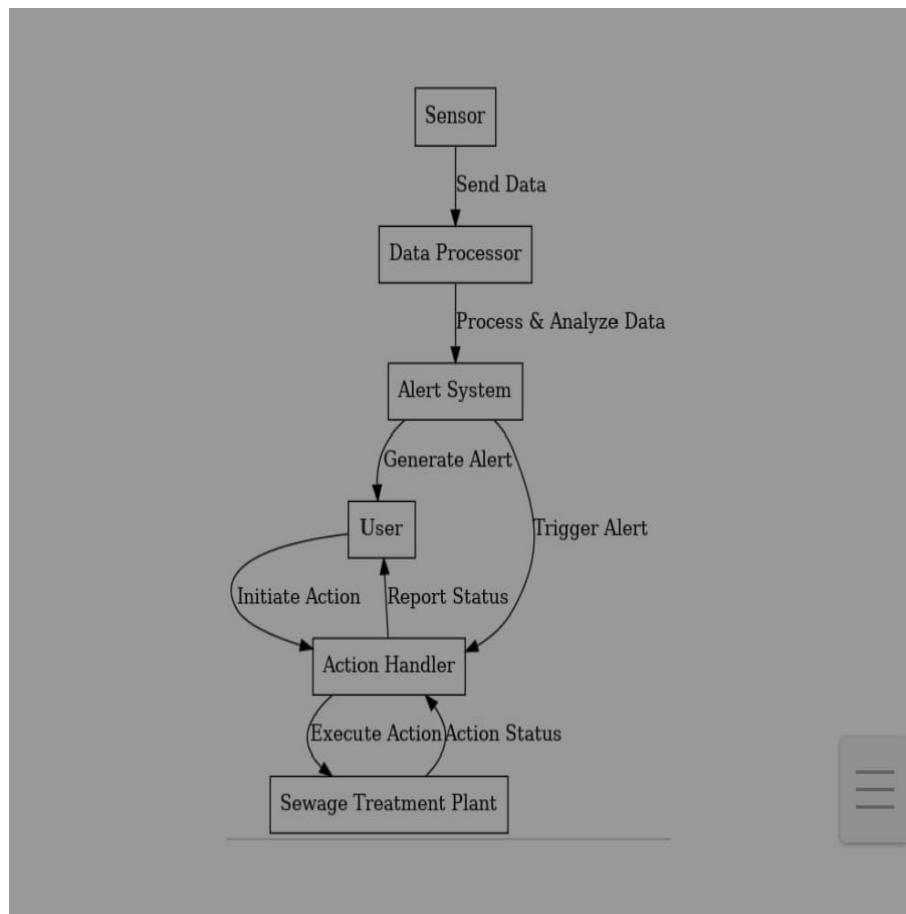 Sensor
Send Data
Data Processor
Process & Analyze Data
Alert System
Generate Alert
User
Trigger Alert
Initiate Action
Report Status
Action Handler
Execute Action
Action Status
Sewage Treatment Plant